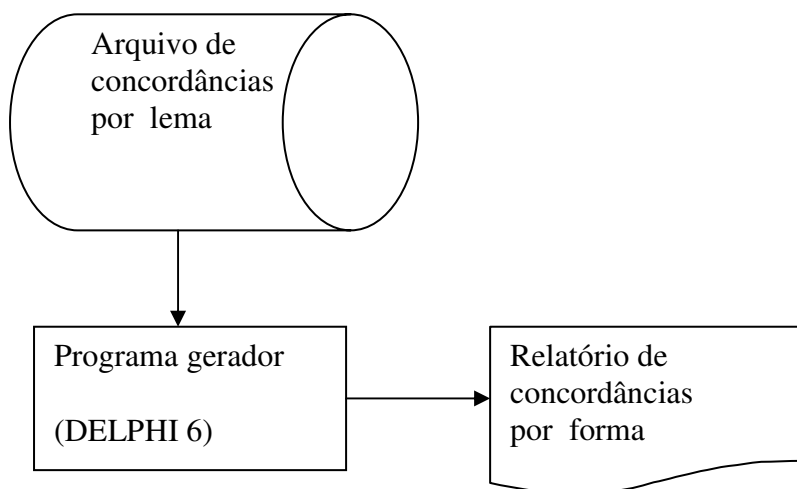 Arquivo de
concordâncias
por lema
Programa gerador
(DELPHI 6)
Relatório de
concordâncias
por forma